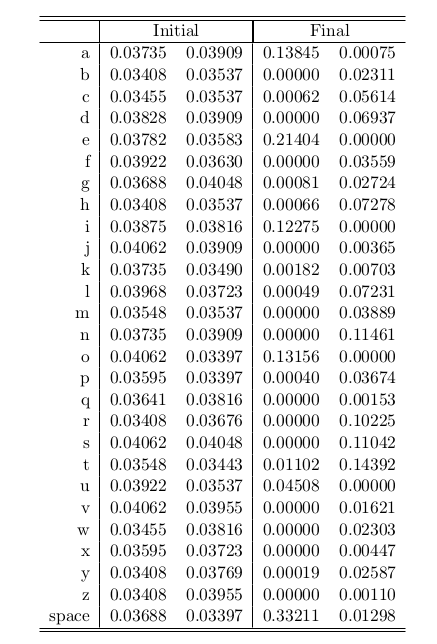 Initial Final
a 0.03735 0.03909 0.13845 0.00075
b 0.03408 0.03537 0.00000 0.02311
c 0.03455 0.03537 0.00062 0.05614
d 0.03828 0.03909 0.00000 0.06937
e 0.03782 0.03583 0.21404 0.00000
f 0.03922 0.03630 0.00000 0.03559
g 0.03688 0.04048 0.00081 0.02724
h 0.03408 0.03537 0.00066 0.07278
i 0.03875 0.03816 0.12275 0.00000
j 0.04062 0.03909 0.00000 0.00365
k 0.03735 0.03490 0.00182 0.00703
l 0.03968 0.03723 0.00049 0.07231
m 0.03548 0.03537 0.00000 0.03889
n 0.03735 0.03909 0.00000 0.11461
o 0.04062 0.03397 0.13156 0.00000
p 0.03595 0.03397 0.00040 0.03674
q 0.03641 0.03816 0.00000 0.00153
r 0.03408 0.03676 0.00000 0.10225
s 0.04062 0.04048 0.00000 0.11042
t 0.03548 0.03443 0.01102 0.14392
u 0.03922 0.03537 0.04508 0.00000
v 0.04062 0.03955 0.00000 0.01621
w 0.03455 0.03816 0.00000 0.02303
x 0.03595 0.03723 0.00000 0.00447
y 0.03408 0.03769 0.00019 0.02587
z 0.03408 0.03955 0.00000 0.00110
space 0.03688 0.03397 0.33211 0.01298